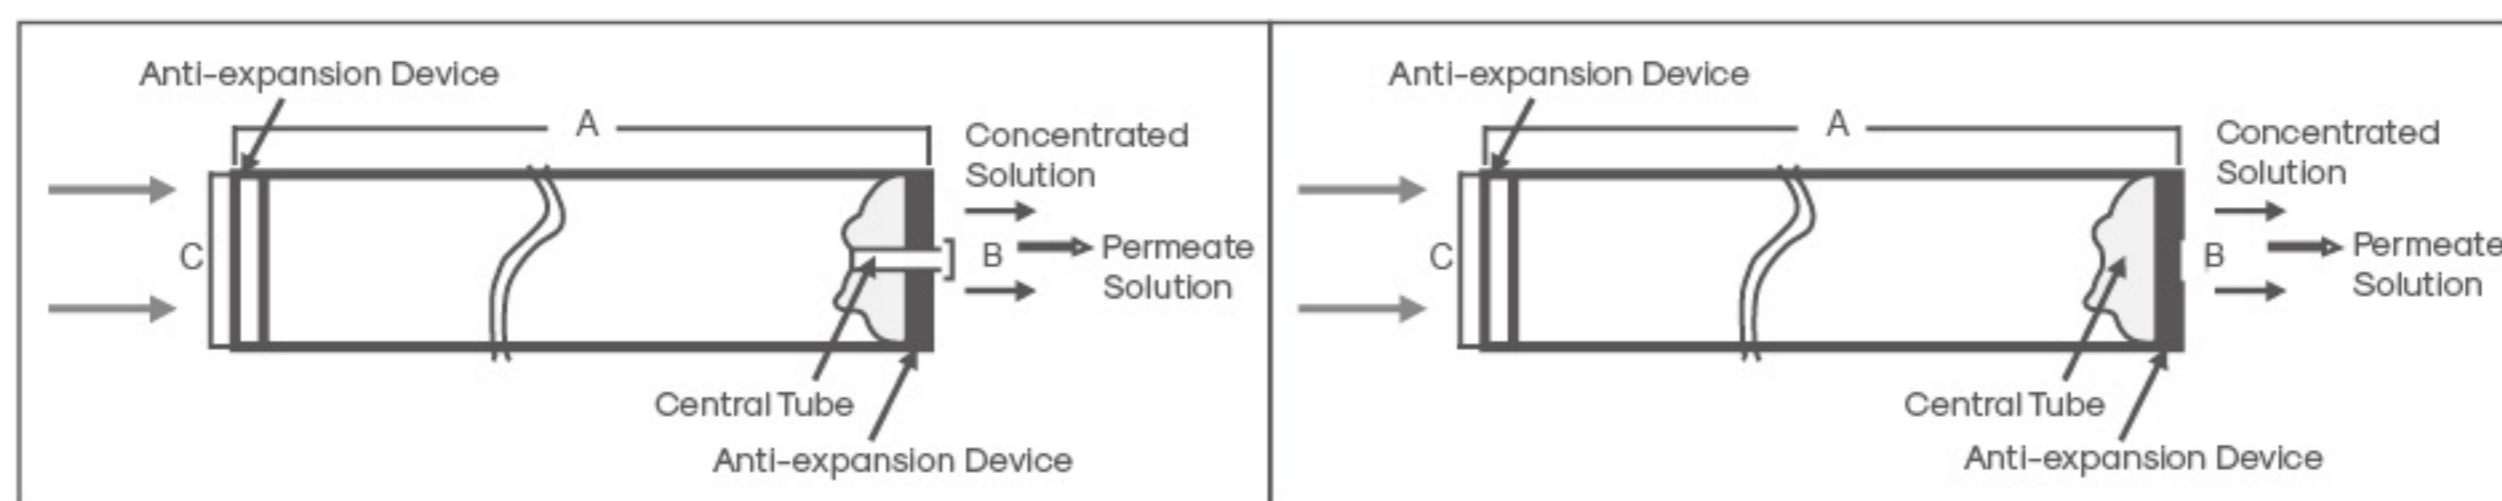 Anti-expansion Device
A
Concentrated
Solution
C
B
Permeate
Solution
Central Tube
Anti-expansion Device
Anti-expansion Device
A
Concentrated
Solution
C
B
Permeate
Solution
Central Tube
Anti-expansion Device